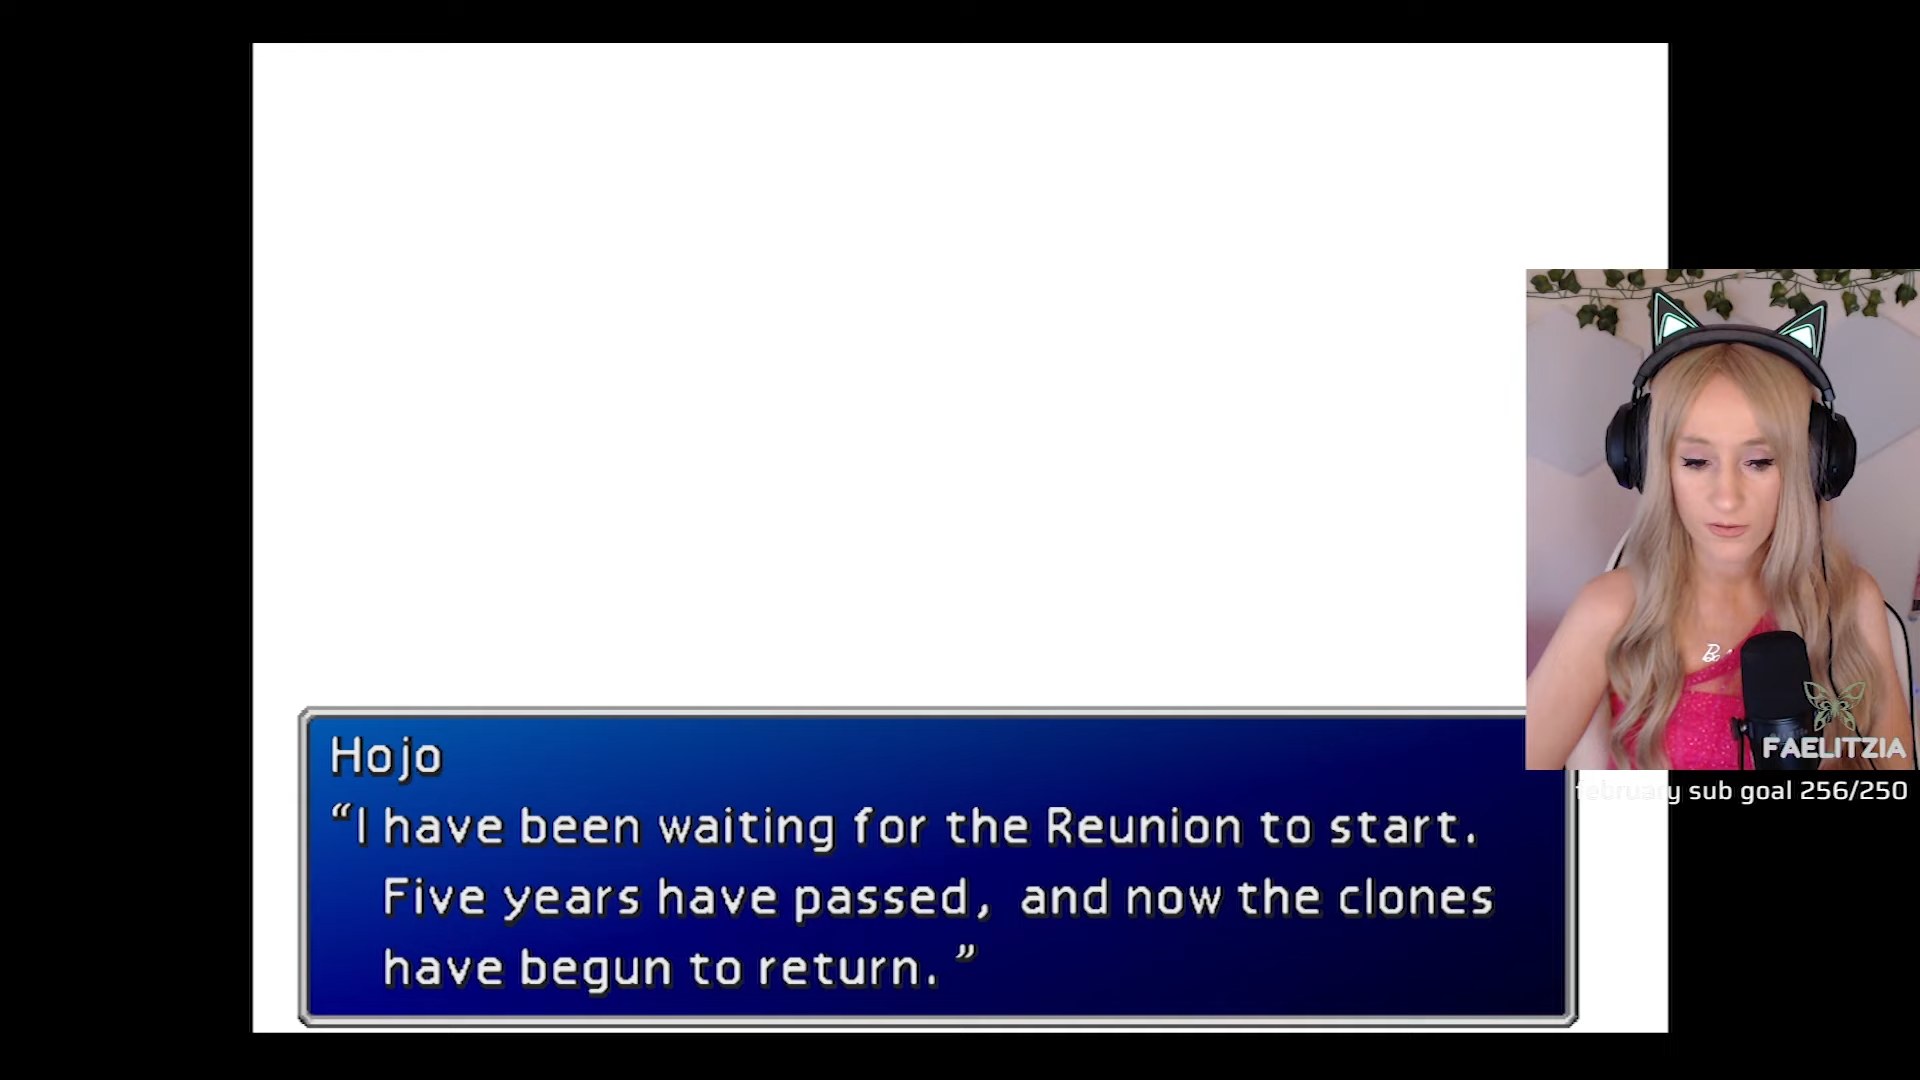 Hojo
“I have been waiting for the Reunion to start.
Five years have passed, and now the clones
have begun to return.”
FAELITZIA
february sub goal 256/250